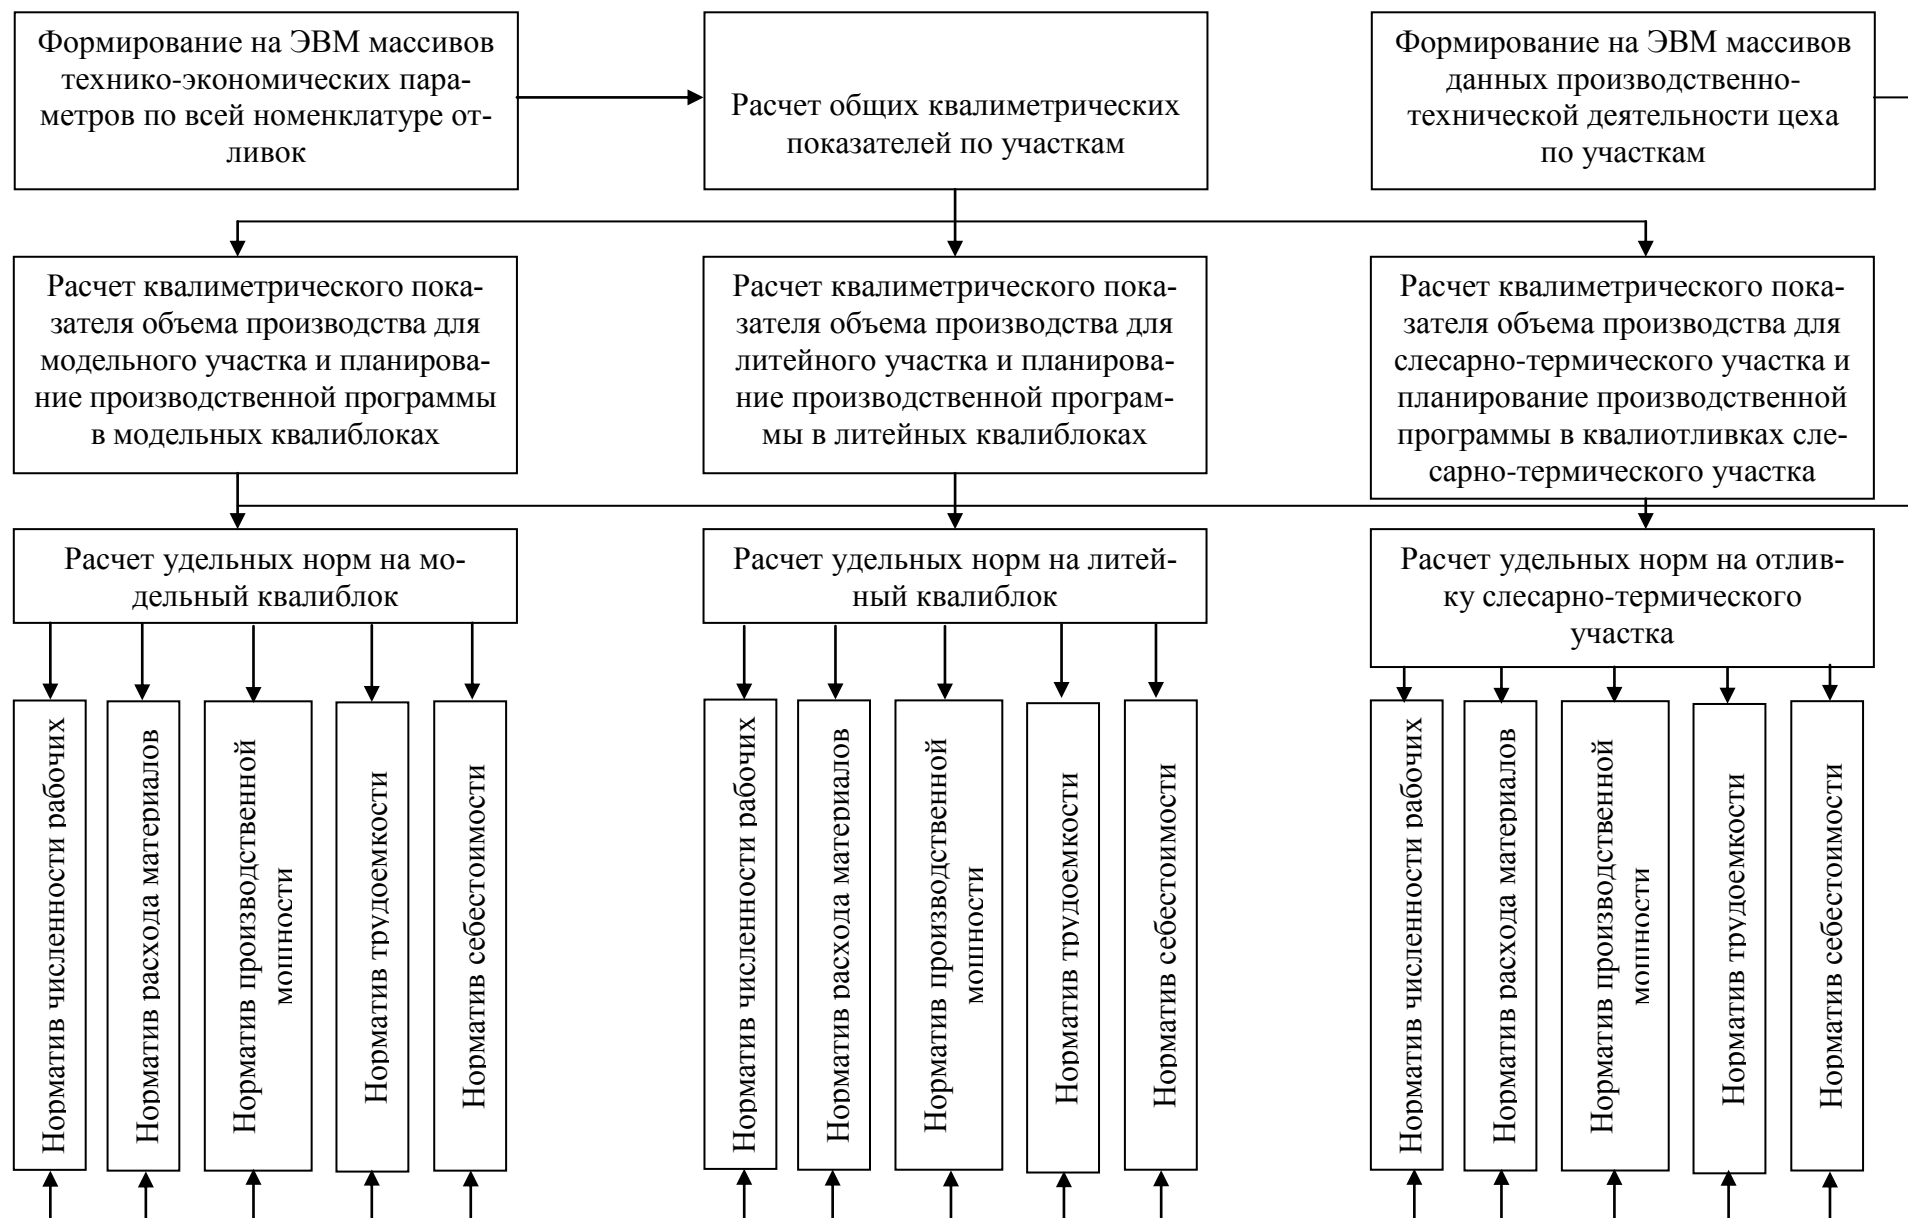 Формирование на ЭВМ массивов
технико-экономических пара-
метров по всей номенклатуре от-
ливок
Расчет общих квалиметрических
показателей по участкам
Формирование на ЭВМ массивов
данных производственно-
технической деятельности цеха
по участкам
Расчет квалиметрического пока-
зателя объема производства для
модельного участка и планирова-
ние производственной программы
в модельных квалиблоках
Расчет квалиметрического пока-
зателя объема производства для
литейного участка и планирова-
ние производственной програм-
мы в литейных квалиблоках
Расчет квалиметрического пока-
зателя объема производства для
слесарно-термического участка и
планирование производственной
программы в квалиотливках сле-
сарно-термического участка
Расчет удельных норм на мо-
дельный квалиблок
Расчет удельных норм на литей-
ный квалиблок
Расчет удельных норм на отлив-
ку слесарно-термического
участка
Норматив численности рабочих
Норматив расхода материалов
Норматив производственной
мощности
Норматив трудоемкости
Норматив себестоимости
Норматив численности рабочих
Норматив расхода материалов
Норматив производственной
мощности
Норматив трудоемкости
Норматив себестоимости
Норматив численности рабочих
Норматив расхода материалов
Норматив производственной
мощности
Норматив трудоемкости
Норматив себестоимости